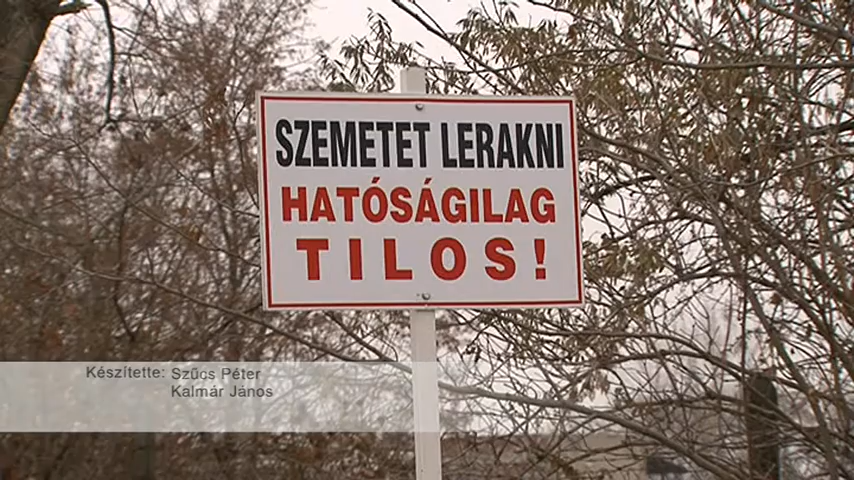 SZEMETET LERAKNI
HATÓSÁGILAG
TILOS!
Készítette: Szűcs Péter
Kalmár János